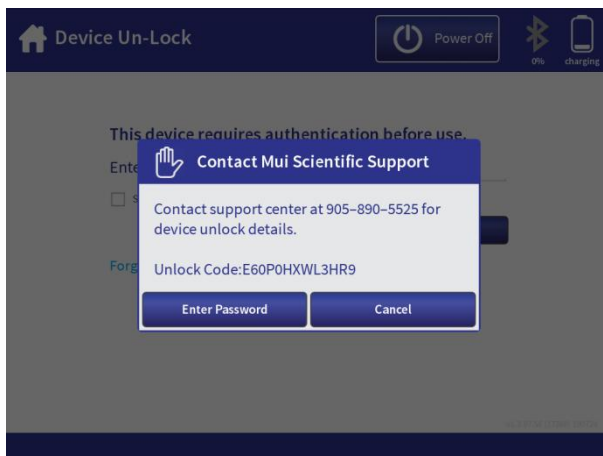 Device Un-Lock
Power Off
0%
charging
This device requires authentication before use.
Ente
Contact Mui Scientific Support
S
Contact support center at 905-890-5525 for
device unlock details.
Forg
Unlock Code:E60P0HXWL3HR9
Enter Password
Cancel